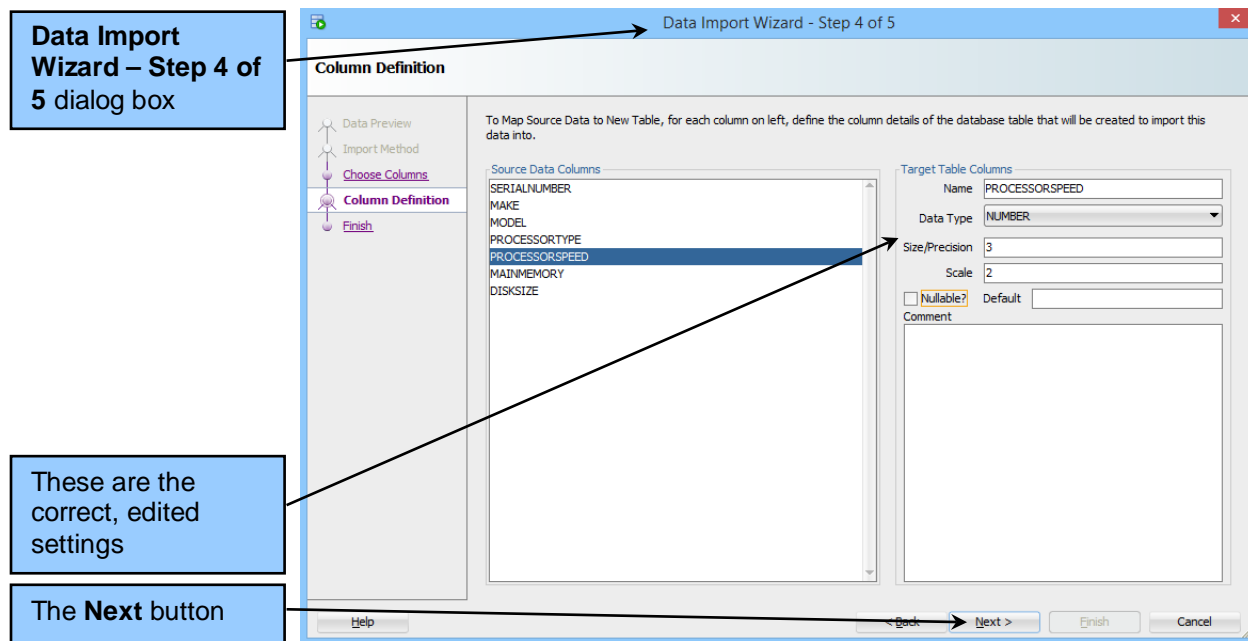 Data Import
Wizard – Step 4 of
5 dialog box
Data Import Wizard - Step 4 of 5
Column Definition
Data Preview
Import Method
Choose Columns
Column Definition
Finish
To Map Source Data to New Table, for each column on left, define the column details of the database table that will be created to import this
data into.
Source Data Columns
SERIALNUMBER
MAKE
MODEL
PROCESSORTYPE
PROCESSORSPEED
MAINMEMORY
DISKSIZE
Target Table Columns
Name PROCESSORSPEED
Data Type NUMBER
Size/Precision 3
Scale 2
Nullable? Default
Comment
These are the
correct, edited
settings
The Next button
Help
< Back
Next >
Finish
Cancel